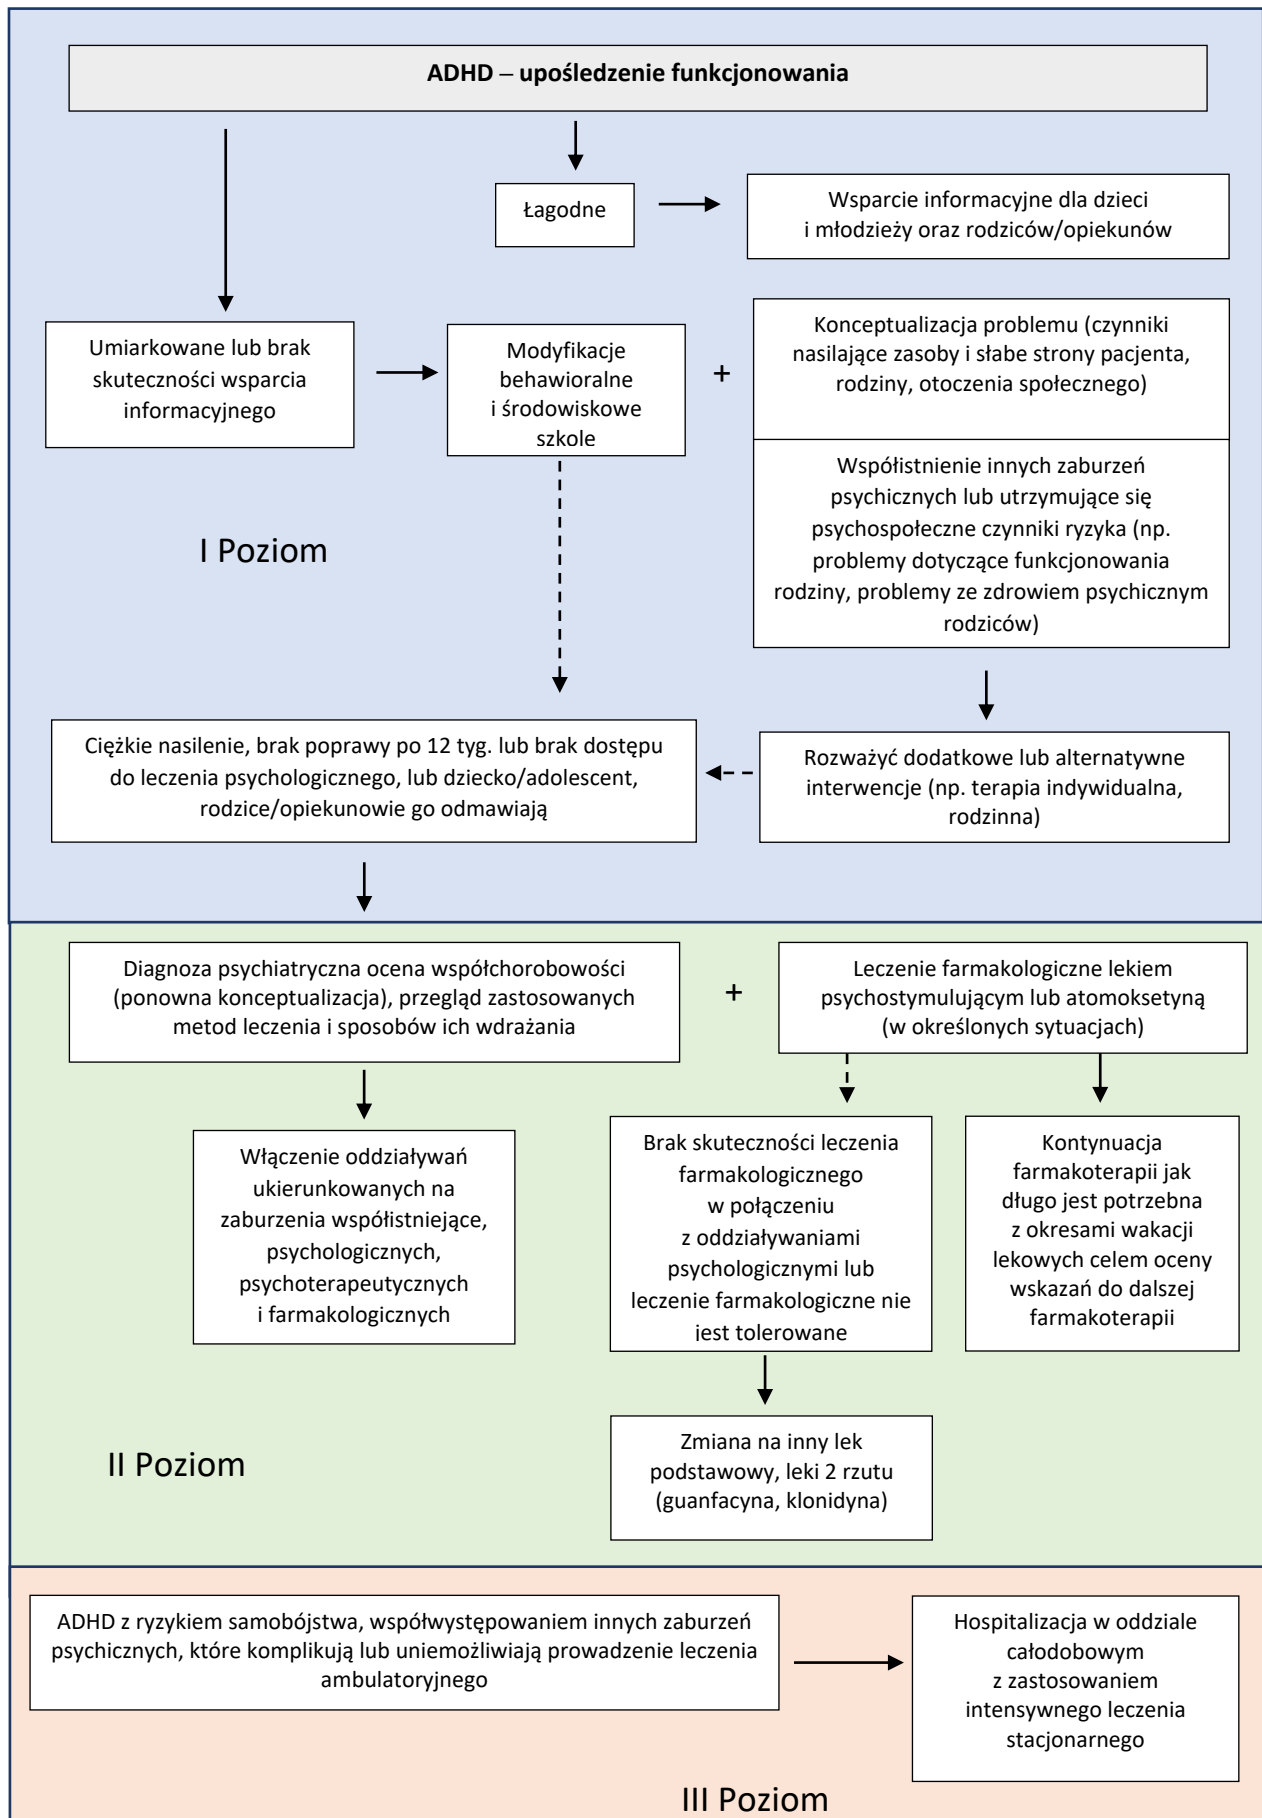 ADHD – upośledzenie funkcjonowania
Łagodne
Wsparcie informacyjne dla dzieci
i młodzieży oraz rodziców/opiekunów
Umiarkowane lub brak
skuteczności wsparcia
informacyjnego
Modyfikacje
behawioralne
i środowiskowe
szkole
+
Konceptualizacja problemu (czynniki
nasilające zasoby i słabe strony pacjenta,
rodziny, otoczenia społecznego)
Współistnienie innych zaburzeń
psychicznych lub utrzymujące się
psychospołeczne czynniki ryzyka (np.
problemy dotyczące funkcjonowania
rodziny, problemy ze zdrowiem psychicznym
rodziców)
I Poziom
Ciężkie nasilenie, brak poprawy po 12 tyg. lub brak dostępu
do leczenia psychologicznego, lub dziecko/adolescent,
rodzice/opiekunowie go odmawiają
Rozważyć dodatkowe lub alternatywne
interwencje (np. terapia indywidualna,
rodzinna)
Diagnoza psychiatryczna ocena współchorobowości
(ponowna konceptualizacja), przegląd zastosowanych
metod leczenia i sposobów ich wdrażania
+
Leczenie farmakologiczne lekiem
psychostymulującym lub atomoksetyną
(w określonych sytuacjach)
Włączenie oddziaływań
ukierunkowanych na
zaburzenia współistniejące,
psychologicznych,
psychoterapeutycznych
i farmakologicznych
Brak skuteczności leczenia
farmakologicznego
w połączeniu
z oddziaływaniami
psychologicznymi lub
leczenie farmakologiczne nie
jest tolerowane
Kontynuacja
farmakoterapii jak
długo jest potrzebna
z okresami wakacji
lekowych celem oceny
wskazań do dalszej
farmakoterapii
II Poziom
Zmiana na inny lek
podstawowy, leki 2 rzutu
(guanfacyna, klonidyna)
ADHD z ryzykiem samobójstwa, współwystępowaniem innych zaburzeń
psychicznych, które komplikują lub uniemożliwiają prowadzenie leczenia
ambulatoryjnego
Hospitalizacja w oddziale
całodobowym
z zastosowaniem
intensywnego leczenia
stacjonarnego
III Poziom